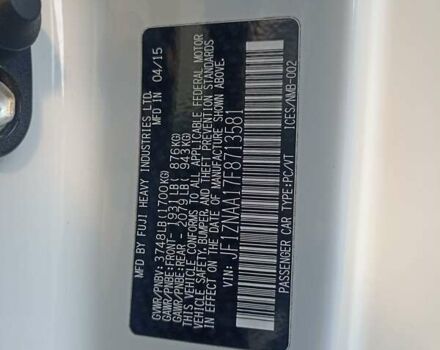 MFD BY FUJI HEAVY INDUSTRIES LTD.
MFD IN 04/15
GVWR/PNBV: 3748LB(1700KG)
GAWR/PNBE:FRONT- 1931LB( 876KG)
GAWR/PNBE:REAR - 2079LB( 943KG)
THIS VEHICLE CONFORMS TO ALL APPLICABLE FEDERAL MOTOR
VEHICLE SAFETY, BUMPER, AND THEFT PREVENTION STANDARDS
IN EFFECT ON THE DATE OF MANUFACTURE SHOWN ABOVE.
VIN: JF1ZNAA17F8713581
PASSENGER CAR TYPE:PC/VT ICES/NMB-002